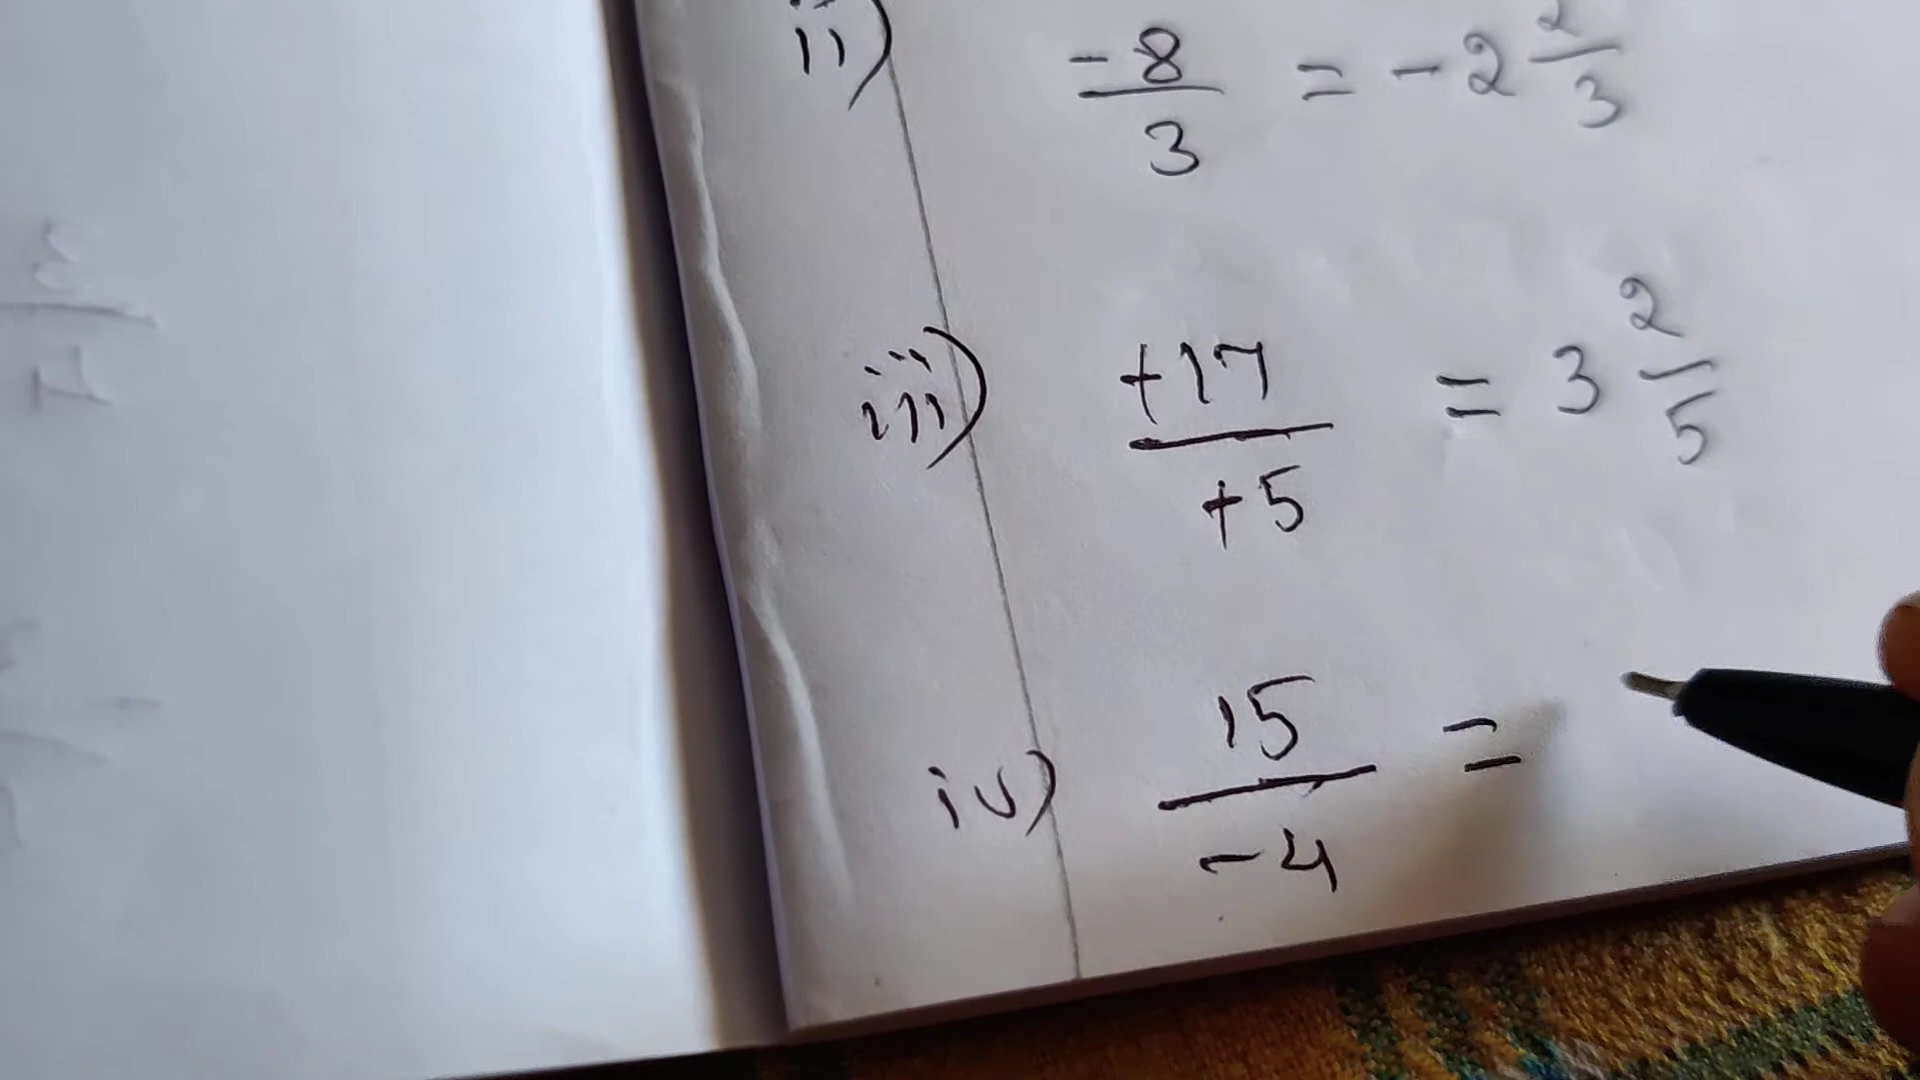 ii) -8/3 = -2 2/3
iii) +17/+5 = 3 2/5
iv) 15/-4 =